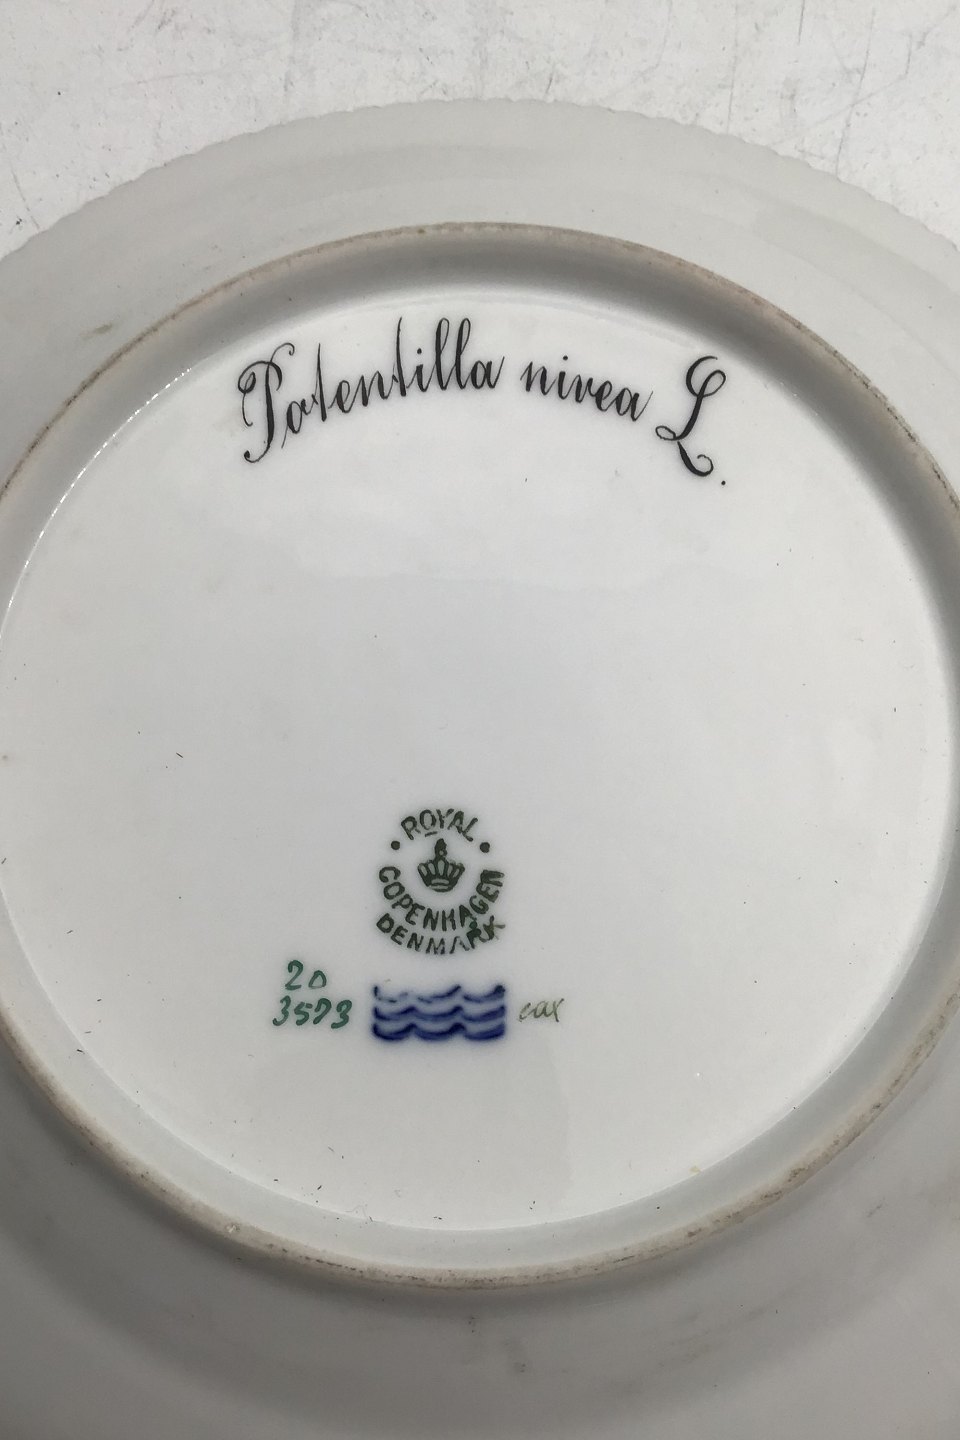 Potentilla nivea L.
ROYAL
COPENHAGEN
DENMARK
20
3573